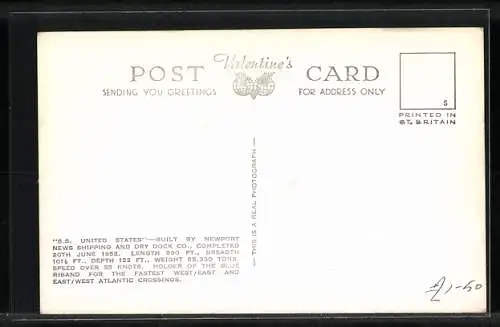 Valentine's
POST CARD
SENDING YOU GREETINGS FOR ADDRESS ONLY
S
PRINTED IN
GT. BRITAIN
— THIS IS A REAL PHOTOGRAPH —
"S.S. UNITED STATES"—BUILT BY NEWPORT
NEWS SHIPPING AND DRY DOCK CO., COMPLETED
20TH JUNE 1952. LENGTH 990 FT., BREADTH
101½ FT., DEPTH 122 FT., WEIGHT 53,330 TONS.
SPEED OVER 35 KNOTS. HOLDER OF THE BLUE
RIBAND FOR THE FASTEST WEST/EAST AND
EAST/WEST ATLANTIC CROSSINGS.